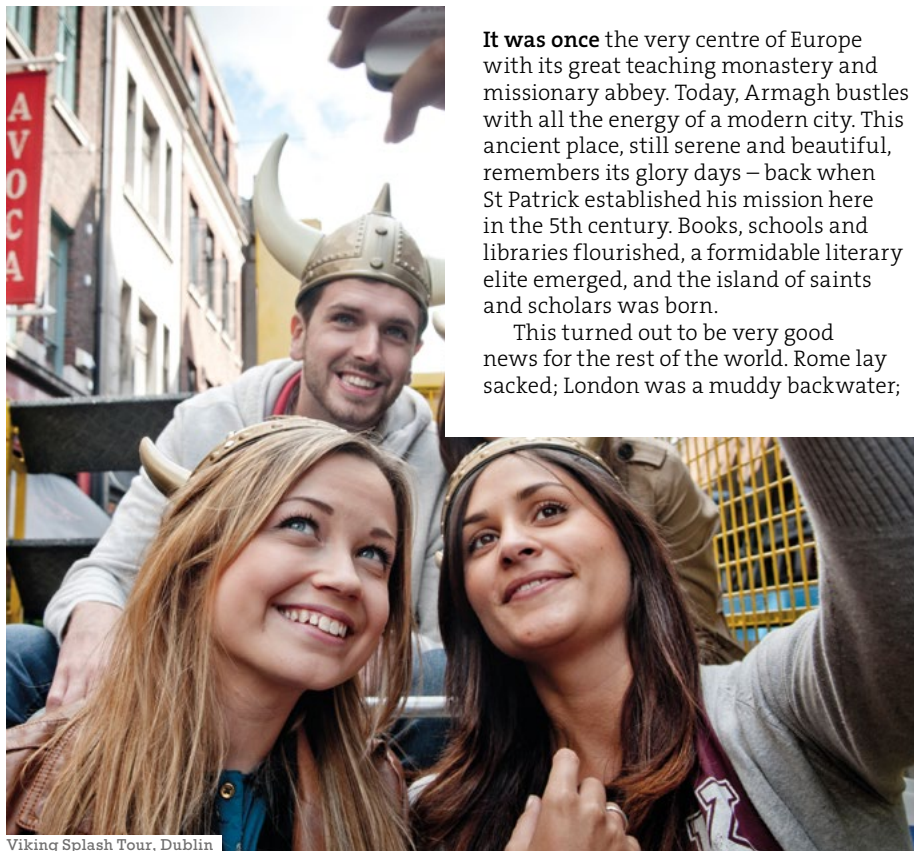 AVOCA
It was once the very centre of Europe
with its great teaching monastery and
missionary abbey. Today, Armagh bustles
with all the energy of a modern city. This
ancient place, still serene and beautiful,
remembers its glory days – back when
St Patrick established his mission here
in the 5th century. Books, schools and
libraries flourished, a formidable literary
elite emerged, and the island of saints
and scholars was born.
This turned out to be very good
news for the rest of the world. Rome lay
sacked; London was a muddy backwater;
Viking Splash Tour, Dublin